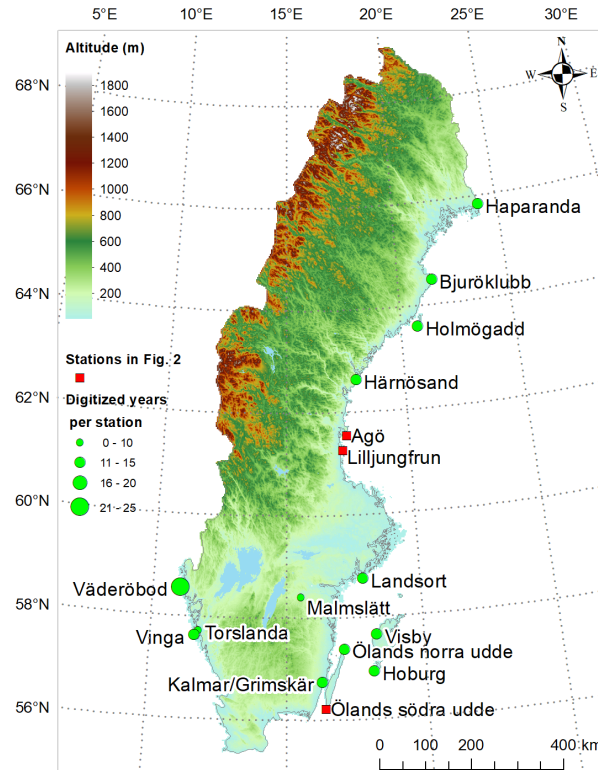 5°E 10°E 15°E 20°E 25°E 30°E
Altitude (m)
1800
1600
1400
1200
1000
800
600
400
200
N
W E
S
68°N
66°N
64°N
62°N
60°N
58°N
56°N
Haparanda
Bjuröklubb
Holmögadd
Härnösand
Stations in Fig. 2
Digitized years
per station
0 - 10
11 - 15
16 - 20
21 - 25
Agö
Lilljungfrun
Landsort
Väderöbod
Malmslätt
Torslanda
Vinga
Visby
Ölands norra udde
Hoburg
Kalmar/Grimskär
Ölands södra udde
0 100 200 400 km